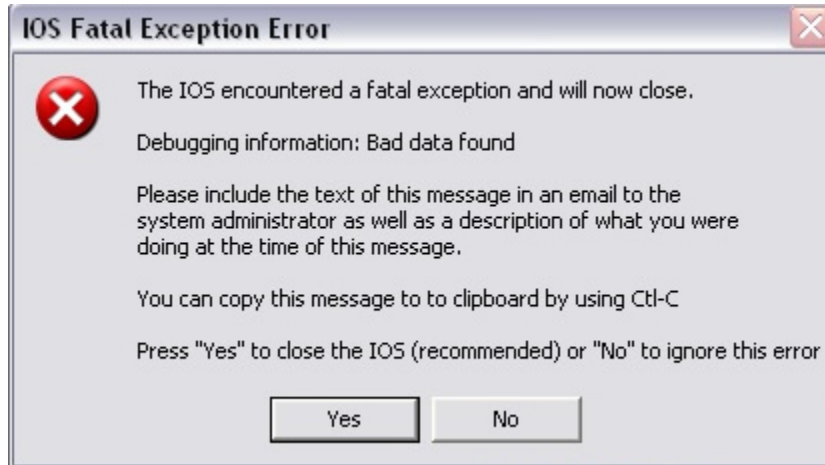 IOS Fatal Exception Error
The IOS encountered a fatal exception and will now close.
Debugging information: Bad data found
Please include the text of this message in an email to the
system administrator as well as a description of what you were
doing at the time of this message.
You can copy this message to to clipboard by using Ctl-C
Press "Yes" to close the IOS (recommended) or "No" to ignore this error
Yes
No